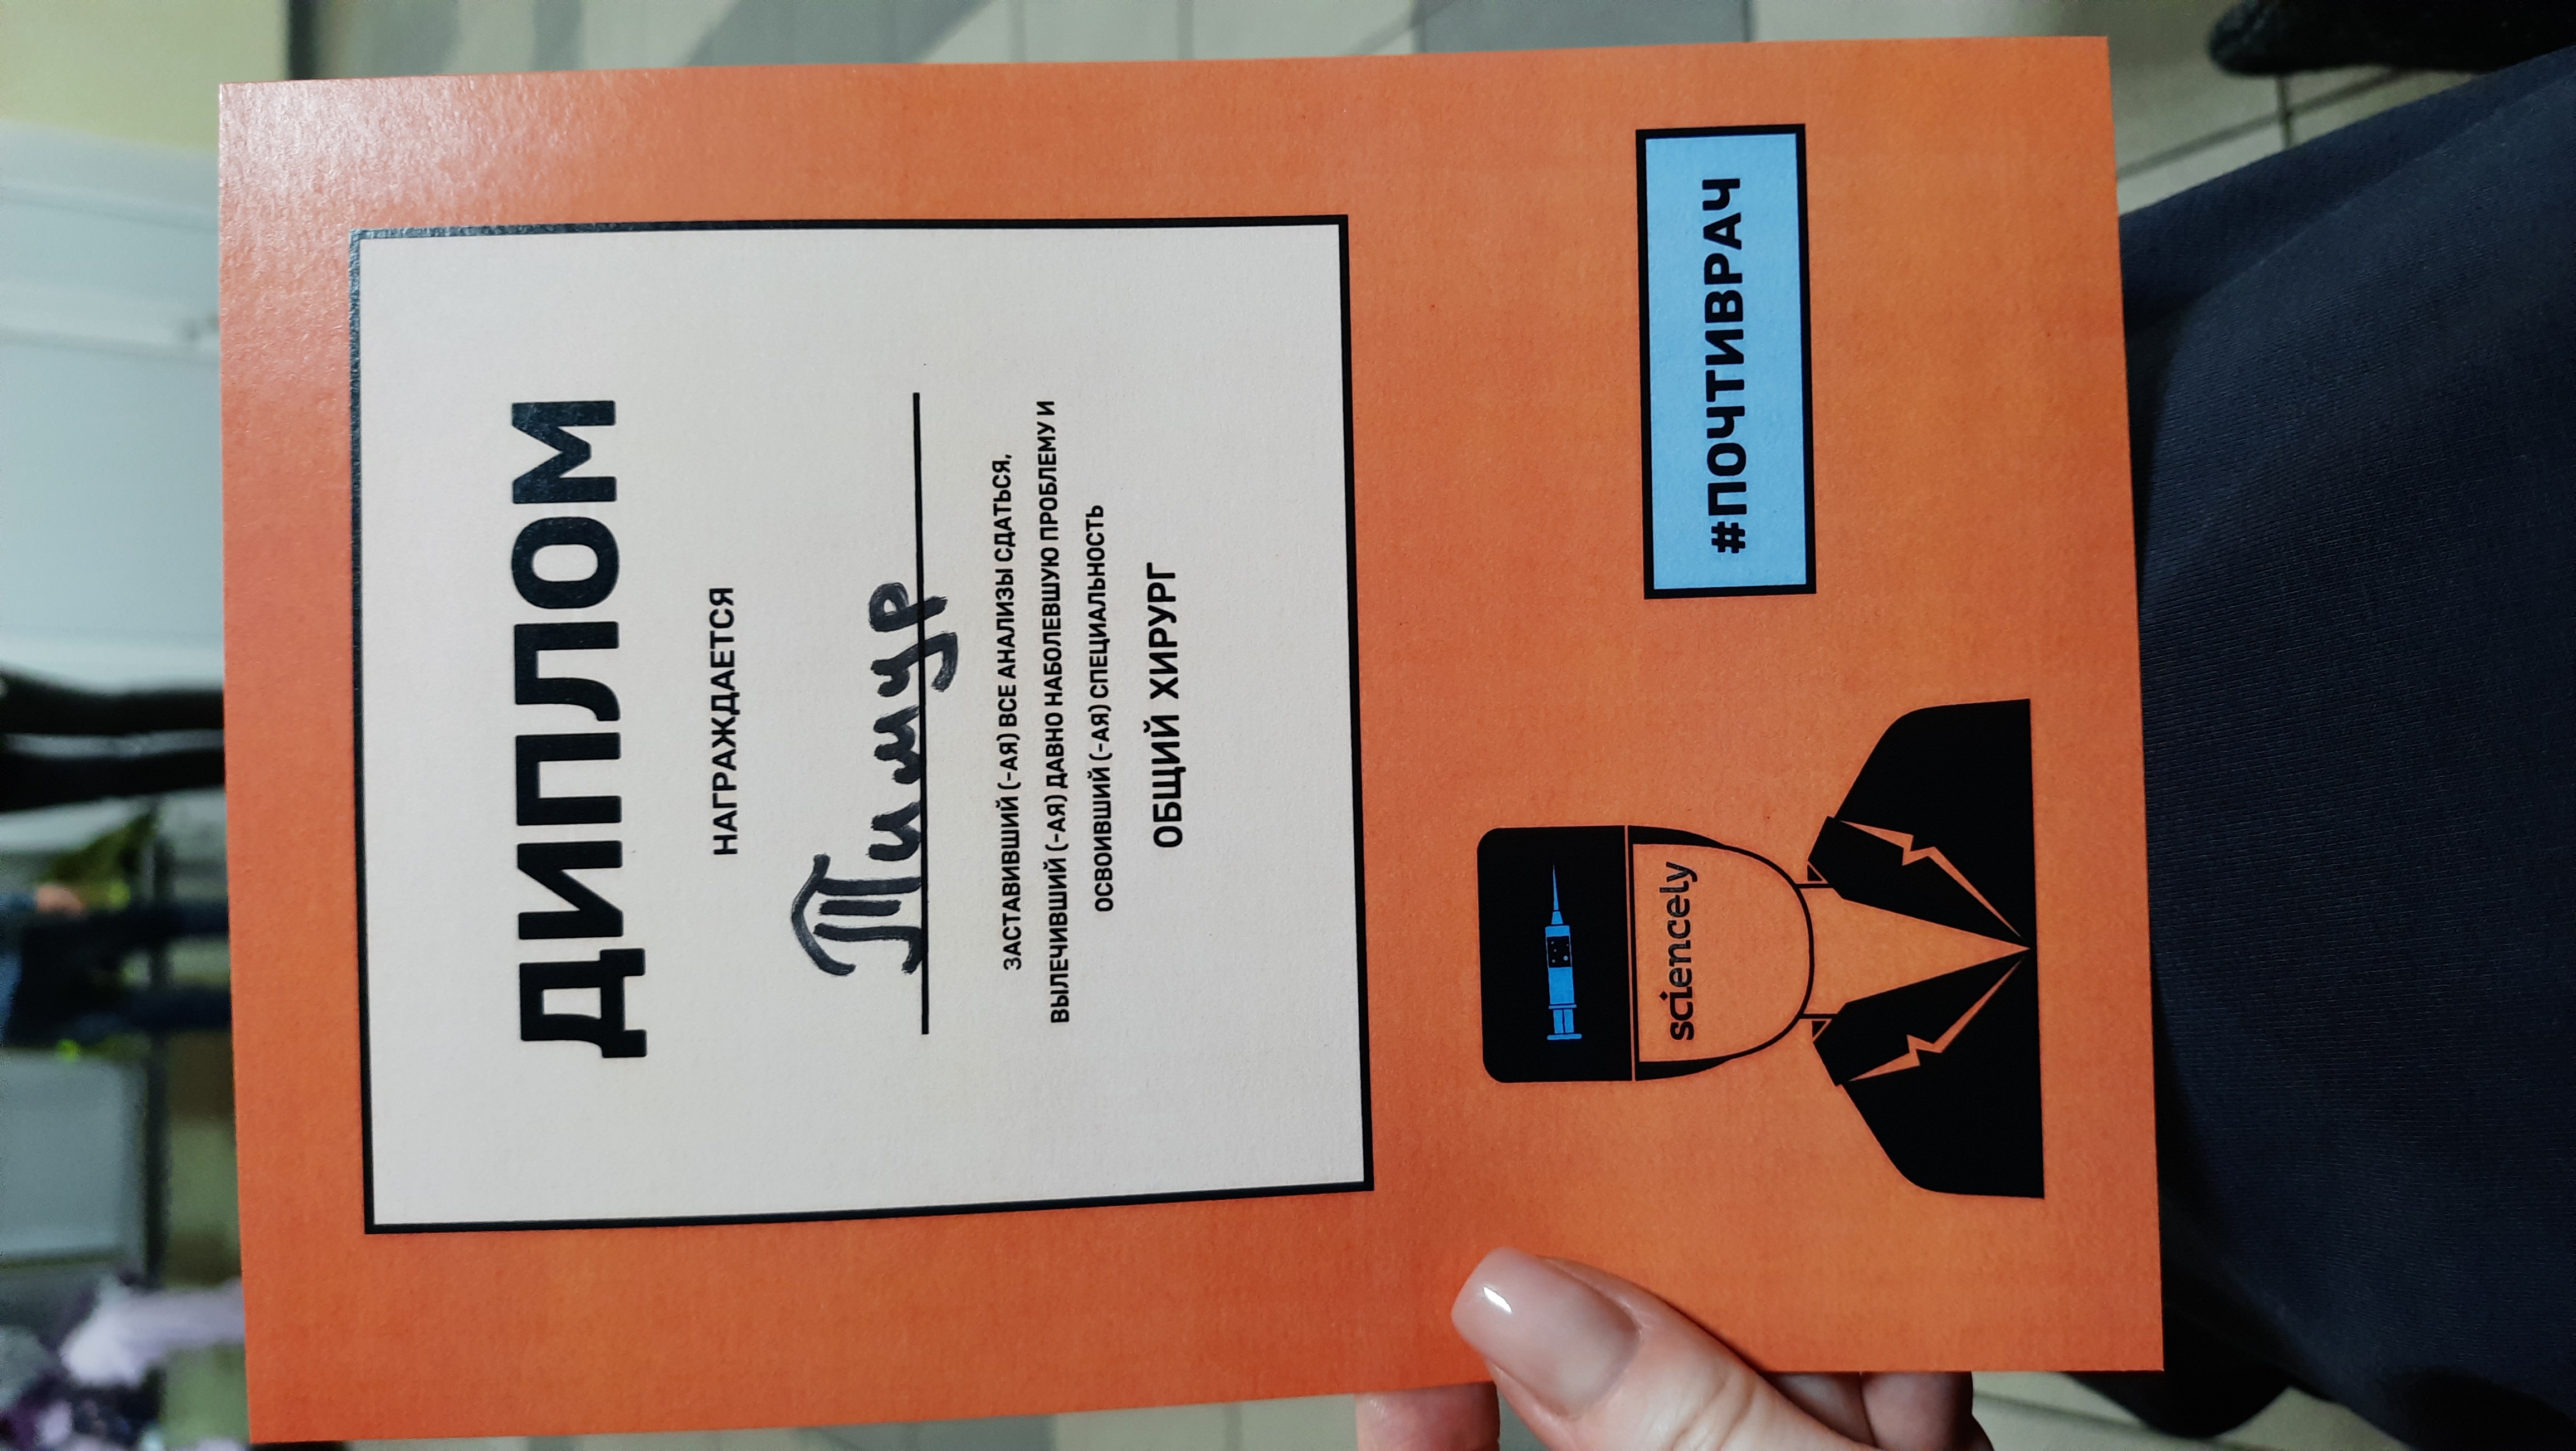 ДИПЛОМ
НАГРАЖДАЕТСЯ
Тимур
ЗАСТАВИВШИЙ (-АЯ) ВСЕ АНАЛИЗЫ СДАТЬСЯ,
ВЫЛЕЧИВШИЙ (-АЯ) ДАВНО НАБОЛЕВШУЮ ПРОБЛЕМУ И
ОСВОИВШИЙ (-АЯ) СПЕЦИАЛЬНОСТЬ
ОБЩИЙ ХИРУРГ
sciencely
#ПОЧТИВРАЧ